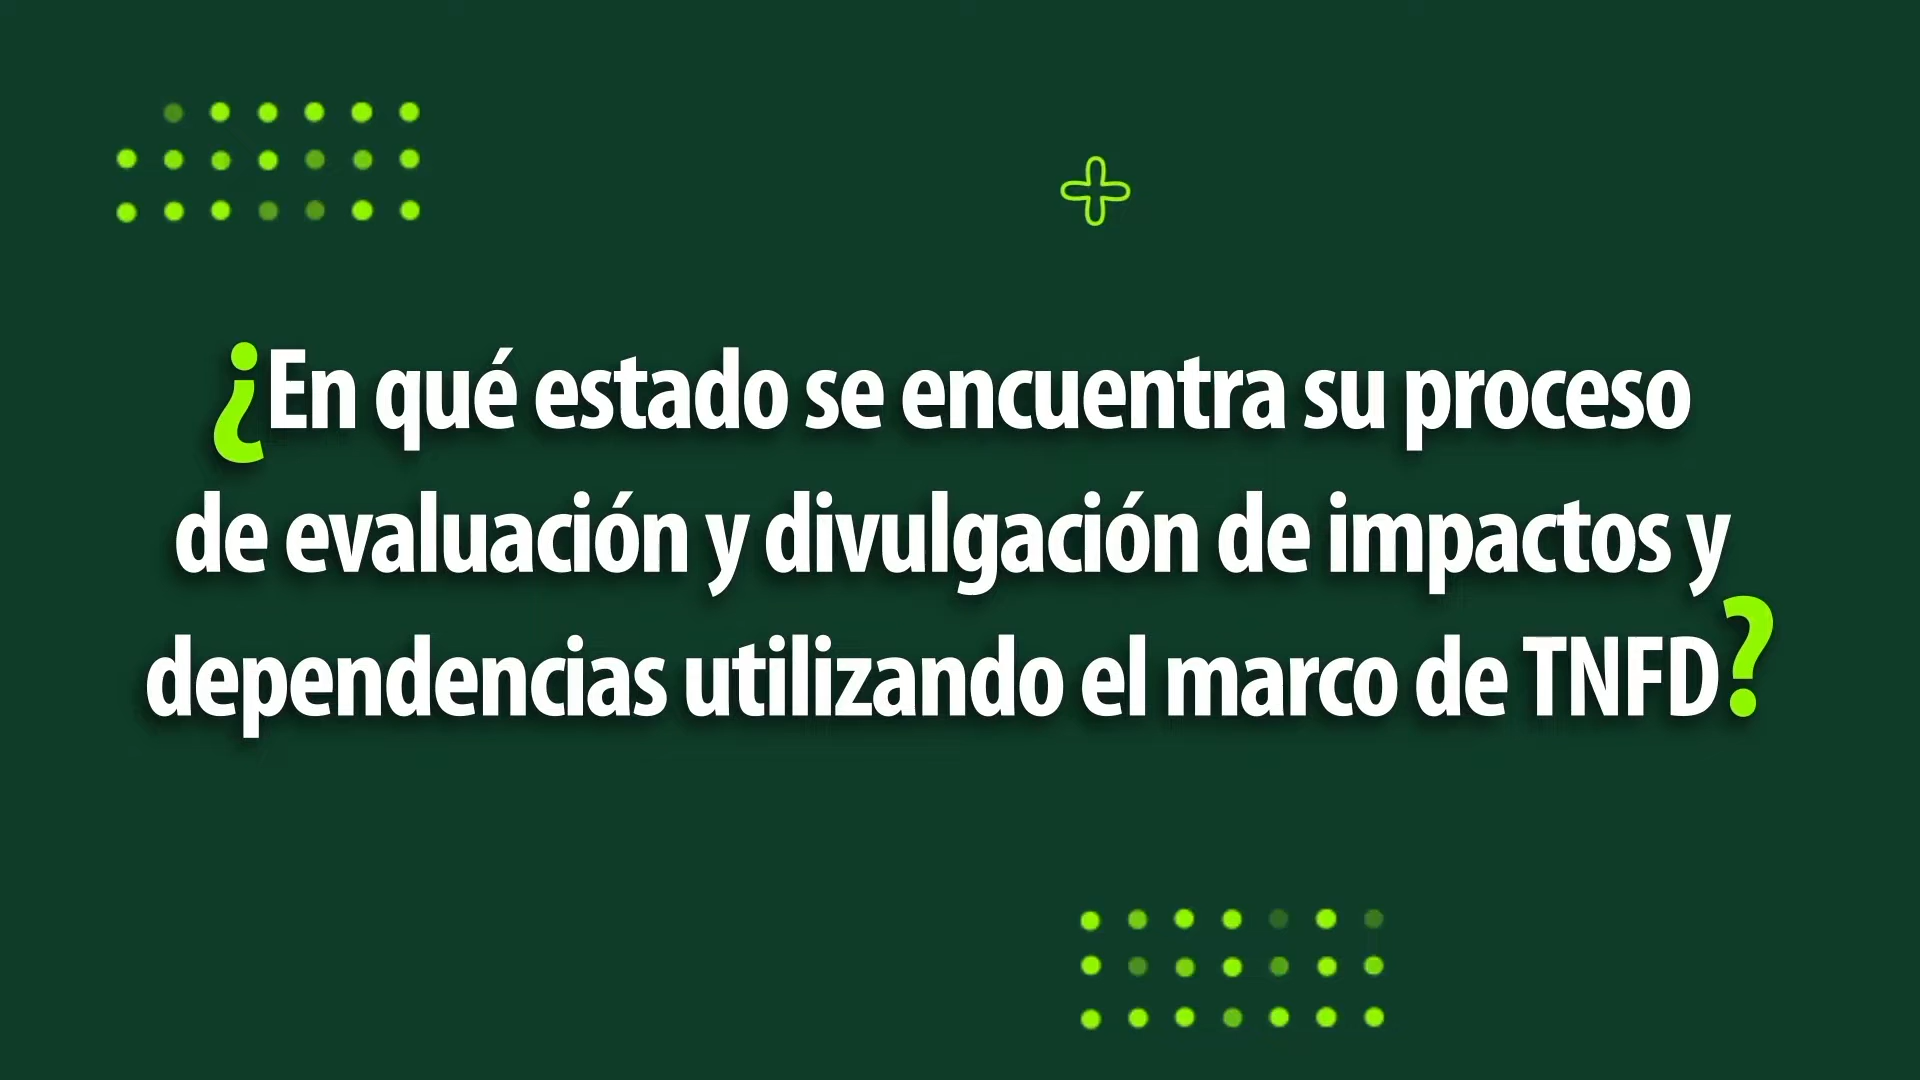 ¿En qué estado se encuentra su proceso
de evaluación y divulgación de impactos y
dependencias utilizando el marco de TNFD?